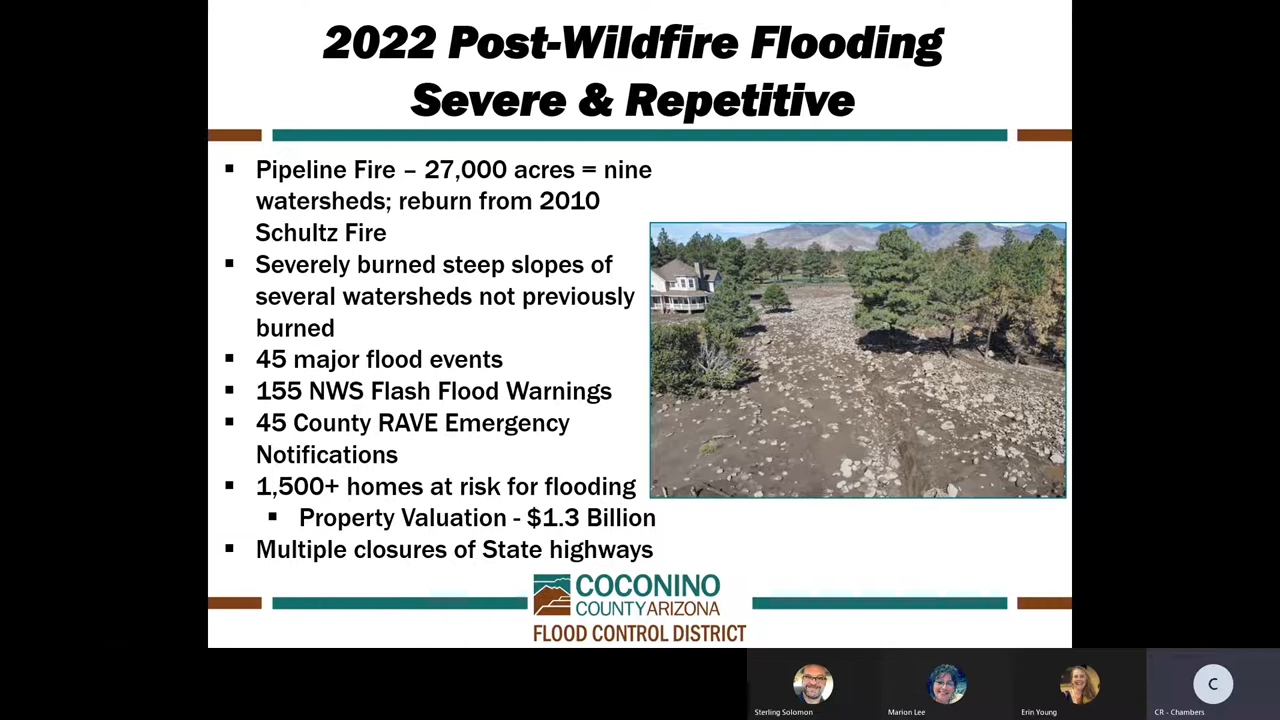 2022 Post-Wildfire Flooding
Severe & Repetitive
▪ Pipeline Fire – 27,000 acres = nine
watersheds; reburn from 2010
Schultz Fire
▪ Severely burned steep slopes of
several watersheds not previously
burned
▪ 45 major flood events
▪ 155 NWS Flash Flood Warnings
▪ 45 County RAVE Emergency
Notifications
▪ 1,500+ homes at risk for flooding
▪ Property Valuation - $1.3 Billion
▪ Multiple closures of State highways
COCONINO
COUNTY ARIZONA
FLOOD CONTROL DISTRICT
C
Sterling Solomon
Marion Lee
Erin Young
CR - Chambers